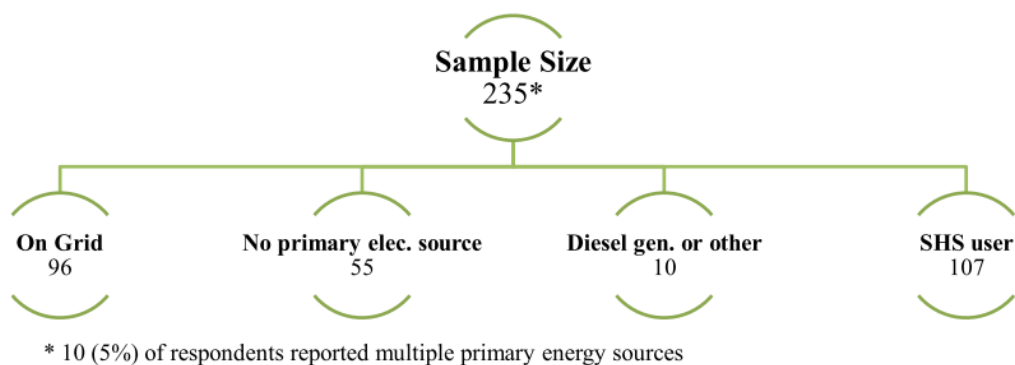 Sample Size
235*
On Grid
96
No primary elec. source
55
Diesel gen. or other
10
SHS user
107
* 10 (5%) of respondents reported multiple primary energy sources